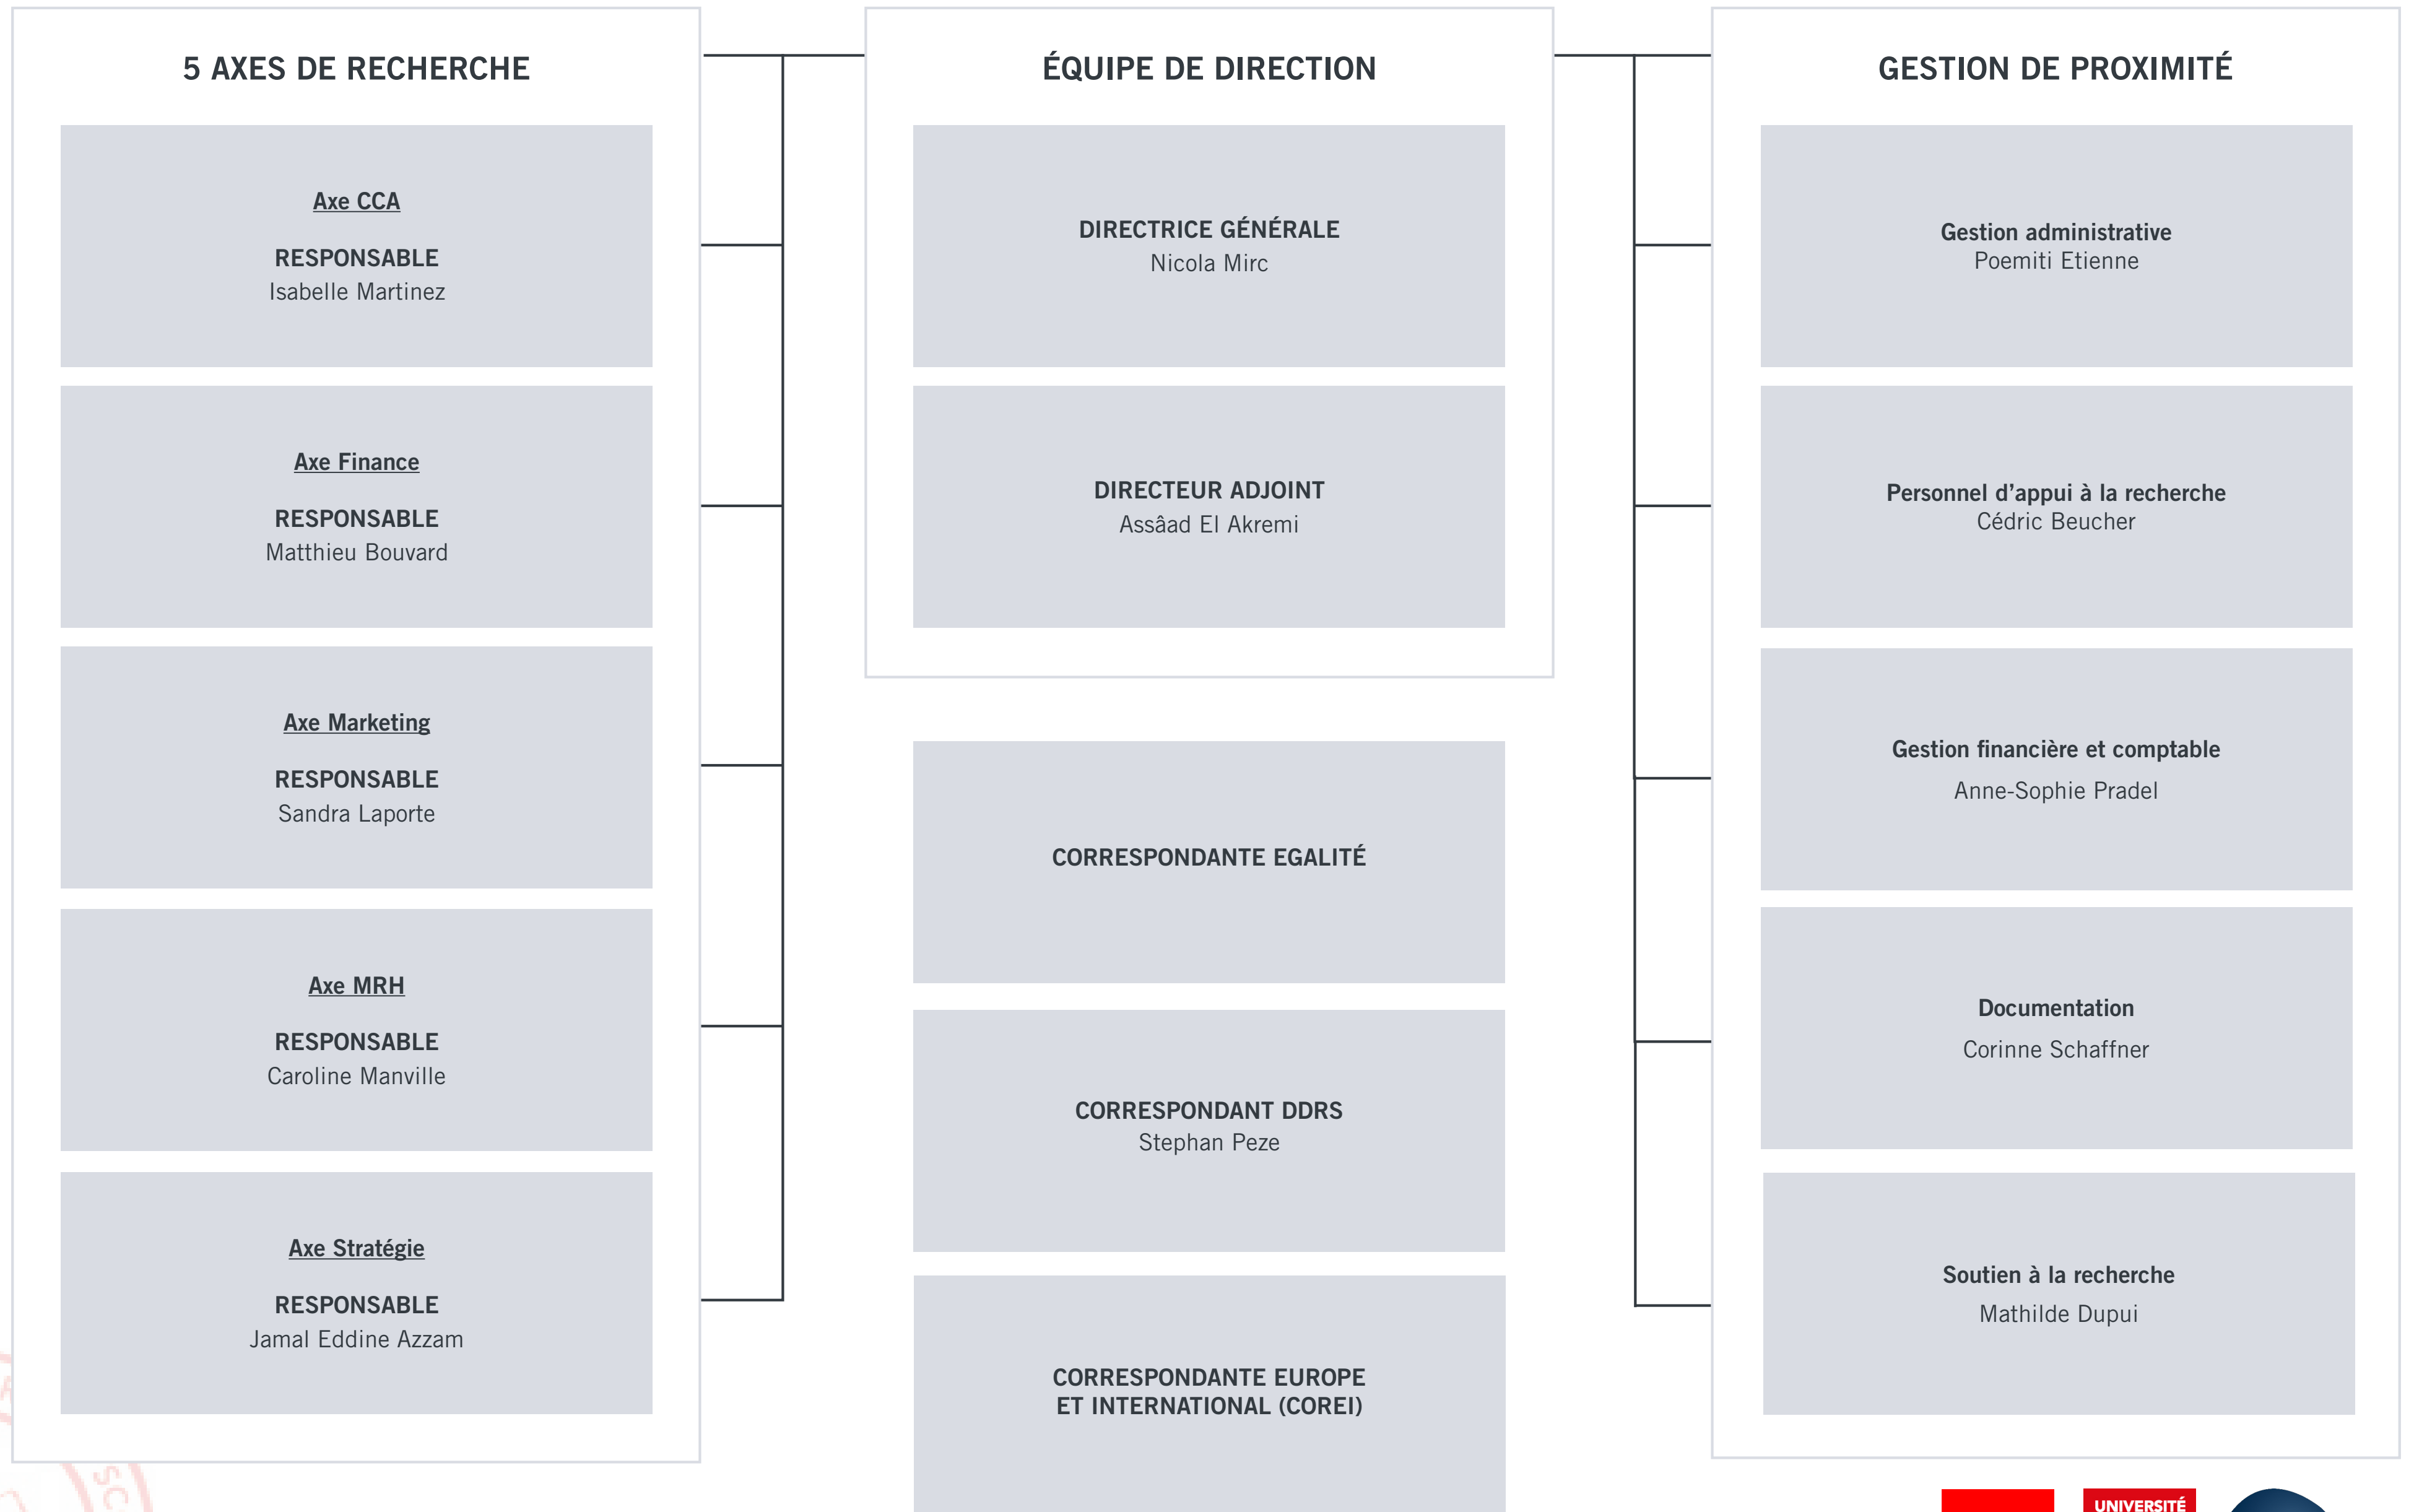 5 AXES DE RECHERCHE
Axe CCA
RESPONSABLE
Isabelle Martinez
Axe Finance
RESPONSABLE
Matthieu Bouvard
Axe Marketing
RESPONSABLE
Sandra Laporte
Axe MRH
RESPONSABLE
Caroline Manville
Axe Stratégie
RESPONSABLE
Jamal Eddine Azzam
ÉQUIPE DE DIRECTION
DIRECTRICE GÉNÉRALE
Nicola Mirc
DIRECTEUR ADJOINT
Assâad El Akremi
CORRESPONDANTE EGALITÉ
CORRESPONDANT DDRS
Stephan Peze
CORRESPONDANTE EUROPE
ET INTERNATIONAL (COREI)
GESTION DE PROXIMITÉ
Gestion administrative
Poemiti Etienne
Personnel d’appui à la recherche
Cédric Beucher
Gestion financière et comptable
Anne-Sophie Pradel
Documentation
Corinne Schaffner
Soutien à la recherche
Mathilde Dupui
UNIVERSITÉ